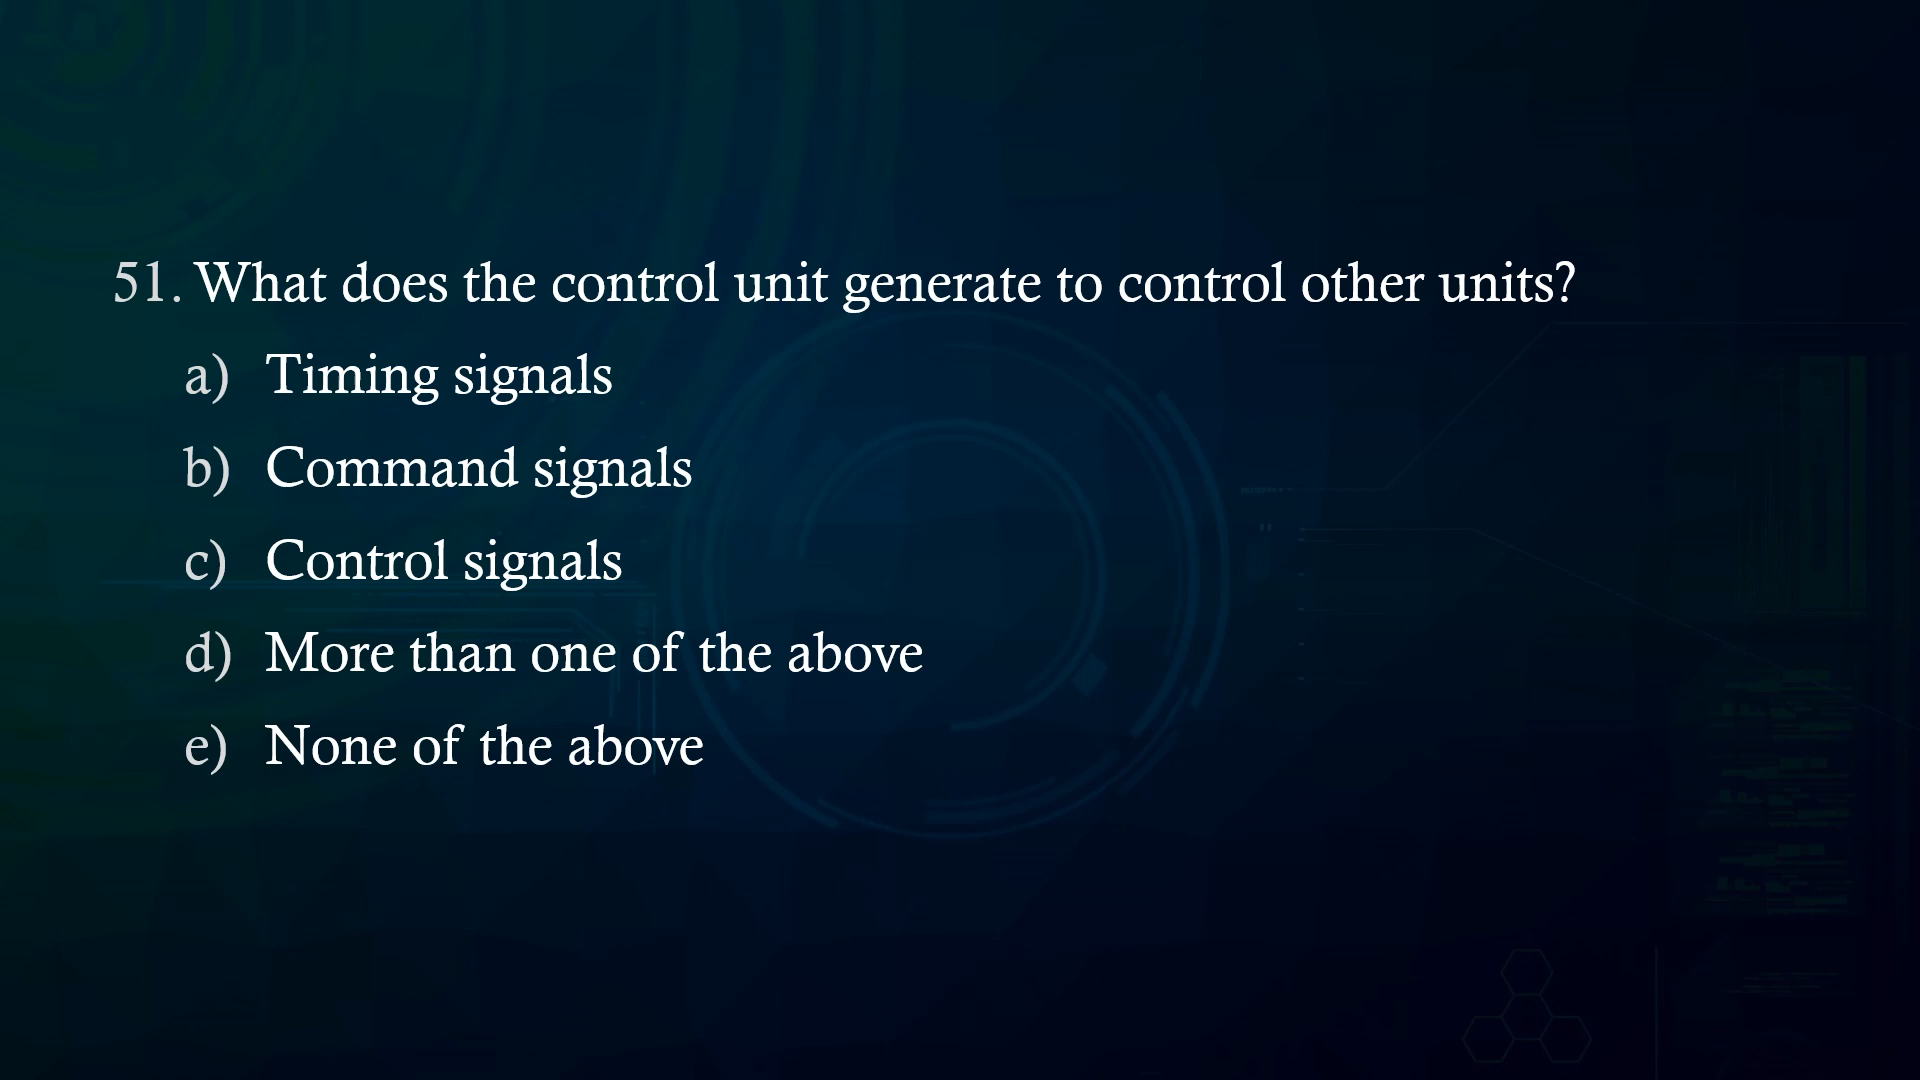 51. What does the control unit generate to control other units?
a) Timing signals
b) Command signals
c) Control signals
d) More than one of the above
e) None of the above